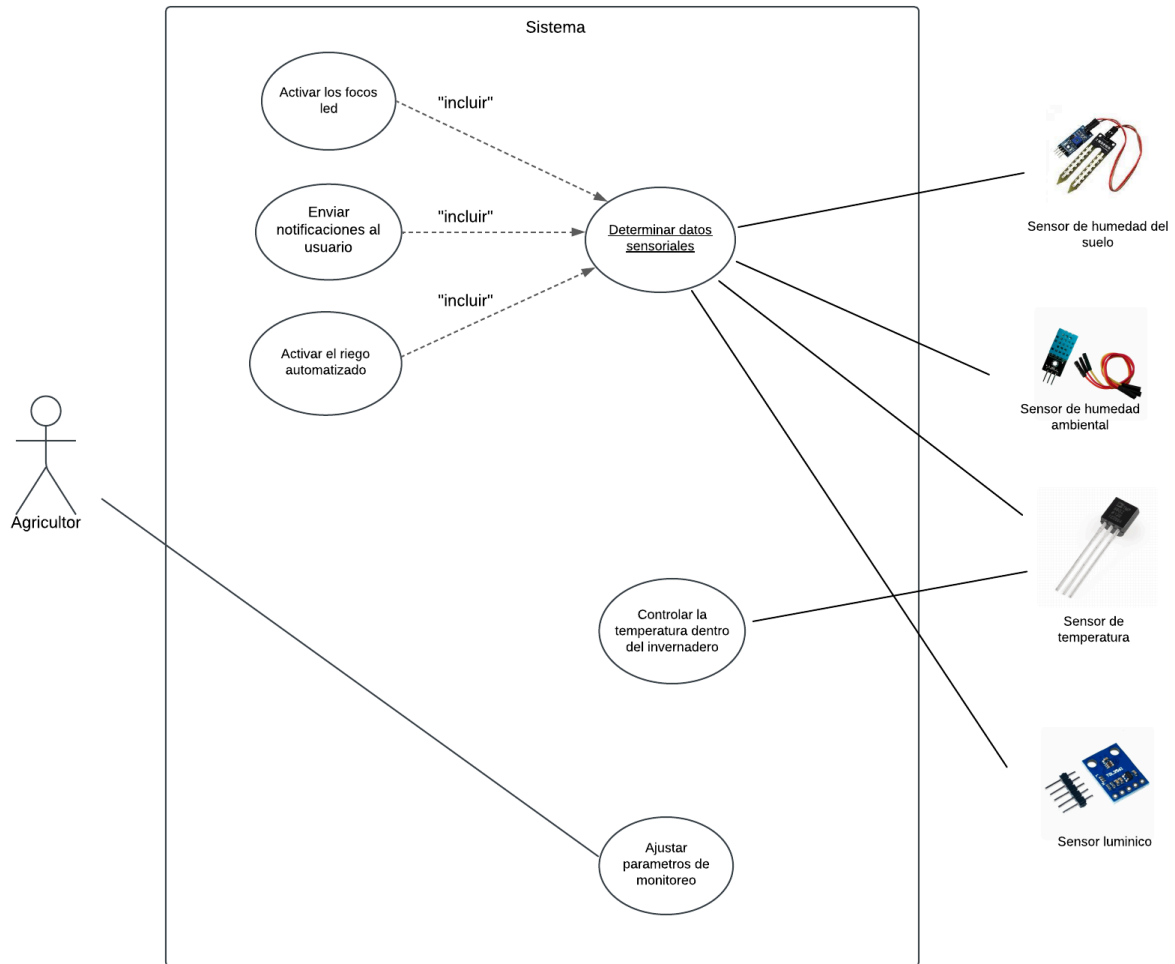 Sistema
Activar los focos
led
"incluir"
Enviar
notificaciones al
usuario
"incluir"
Determinar datos
sensoriales
Sensor de humedad del
suelo
"incluir"
Activar el riego
automatizado
Sensor de humedad
ambiental
Agricultor
Controlar la
temperatura dentro
del invernadero
Sensor de
temperatura
Ajustar
parametros de
monitoreo
Sensor luminico